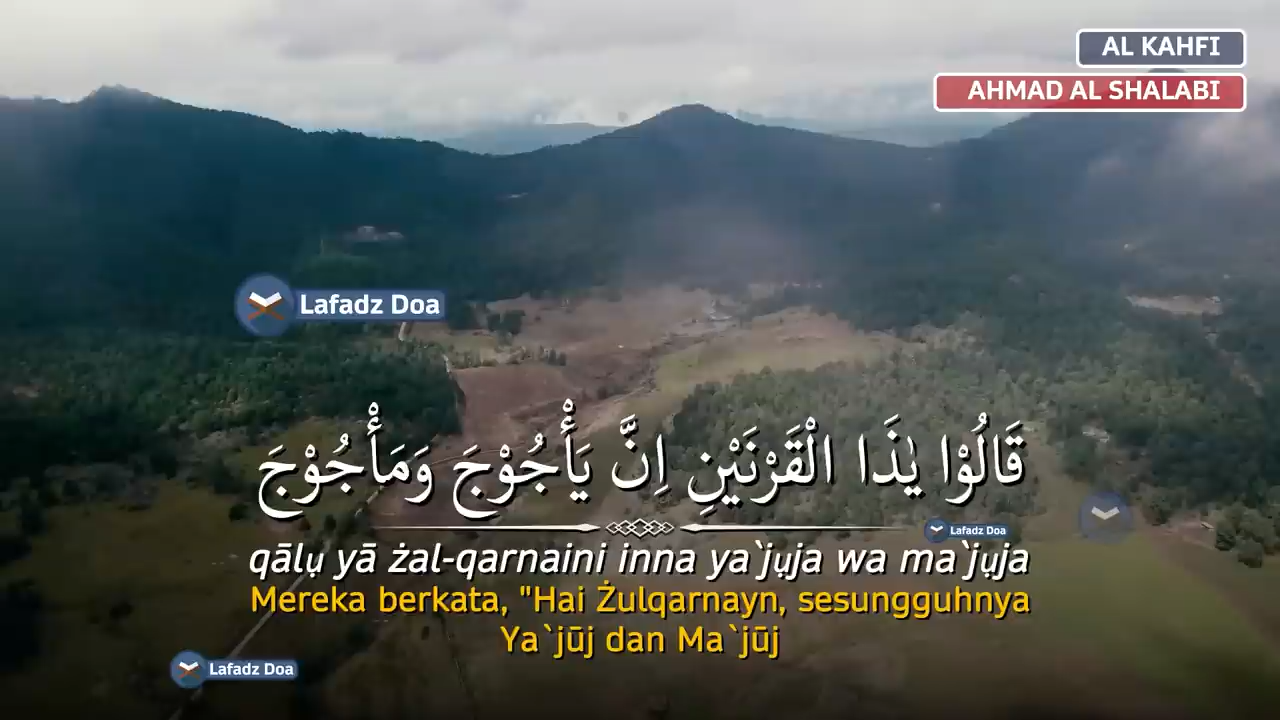 AL KAHFI
AHMAD AL SHALABI
Lafadz Doa
قَالُوْا يٰذَا الْقَرْنَيْنِ اِنَّ يَأْجُوْجَ وَمَأْجُوْجَ
Lafadz Doa
qālụ yā żal-qarnaini inna ya`jụja wa ma`jụja
Mereka berkata, "Hai Żulqarnayn, sesungguhnya
Ya`jūj dan Ma`jūj
Lafadz Doa